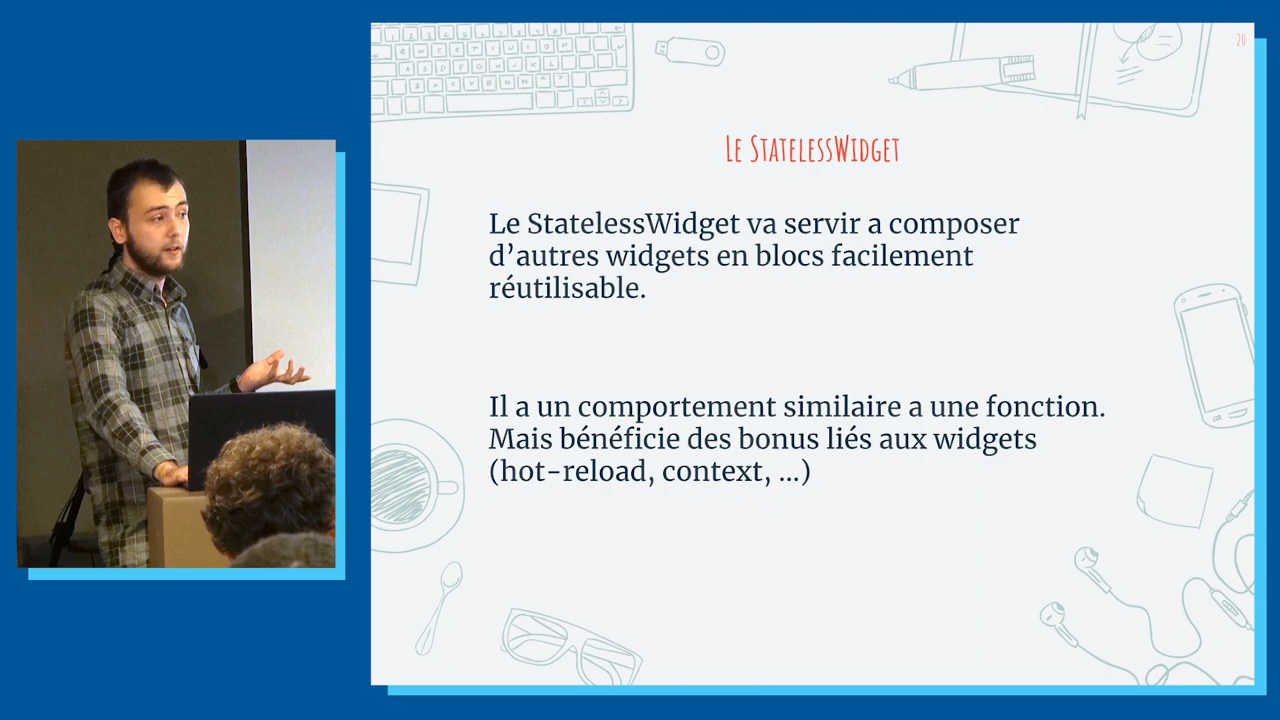 20
Le StatelessWidget
Le StatelessWidget va servir a composer
d’autres widgets en blocs facilement
réutilisable.
Il a un comportement similaire a une fonction.
Mais bénéficie des bonus liés aux widgets
(hot-reload, context, ...)